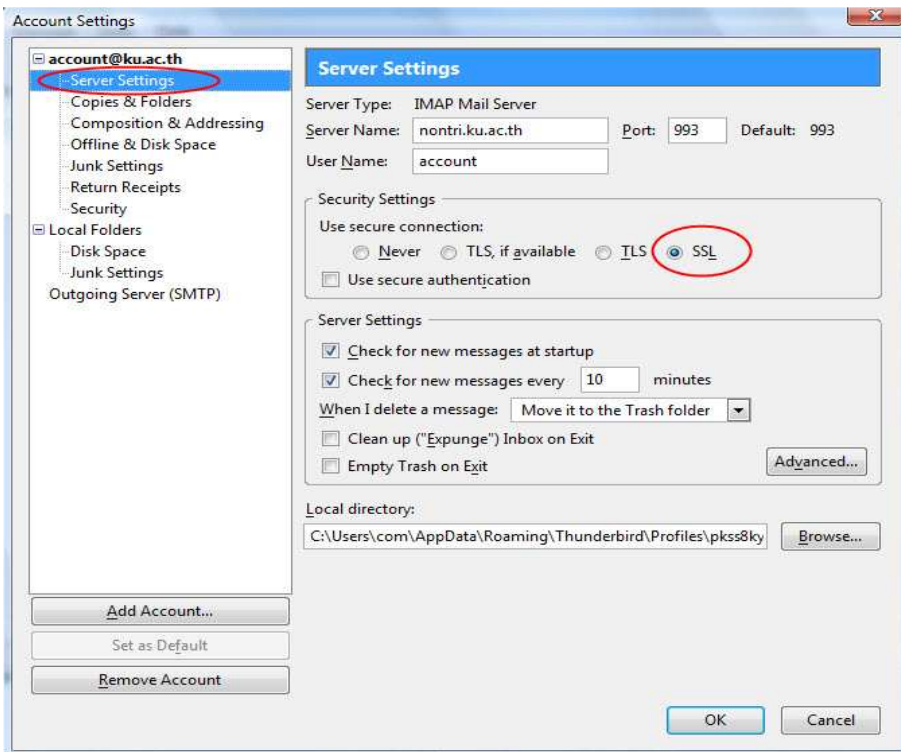 Account Settings
account@ku.ac.th
Server Settings
Copies & Folders
Composition & Addressing
Offline & Disk Space
Junk Settings
Return Receipts
Security
Local Folders
Disk Space
Junk Settings
Outgoing Server (SMTP)
Add Account...
Set as Default
Remove Account
Server Settings
Server Type: IMAP Mail Server
Server Name: nontri.ku.ac.th Port: 993 Default: 993
User Name: account
Security Settings
Use secure connection:
Never TLS, if available TLS SSL
Use secure authentication
Server Settings
Check for new messages at startup
Check for new messages every 10 minutes
When I delete a message: Move it to the Trash folder
Clean up ("Expunge") Inbox on Exit
Empty Trash on Exit Advanced...
Local directory:
C:\Users\com\AppData\Roaming\Thunderbird\Profiles\pkss8ky Browse...
OK Cancel